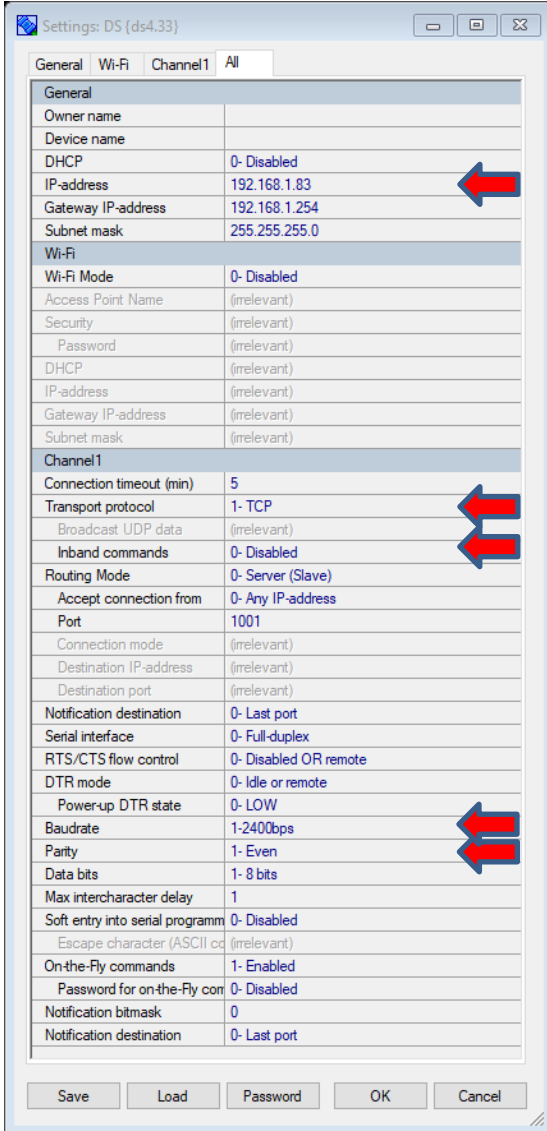 Settings: DS {ds4.33}
General Wi-Fi Channel1 All
General
Owner name
Device name
DHCP 0- Disabled
IP-address 192.168.1.83
Gateway IP-address 192.168.1.254
Subnet mask 255.255.255.0
Wi-Fi
Wi-Fi Mode 0- Disabled
Access Point Name (irrelevant)
Security (irrelevant)
Password (irrelevant)
DHCP (irrelevant)
IP-address (irrelevant)
Gateway IP-address (irrelevant)
Subnet mask (irrelevant)
Channel1
Connection timeout (min) 5
Transport protocol 1- TCP
Broadcast UDP data (irrelevant)
Inband commands 0- Disabled
Routing Mode 0- Server (Slave)
Accept connection from 0- Any IP-address
Port 1001
Connection mode (irrelevant)
Destination IP-address (irrelevant)
Destination port (irrelevant)
Notification destination 0- Last port
Serial interface 0- Full-duplex
RTS/CTS flow control 0- Disabled OR remote
DTR mode 0- Idle or remote
Power-up DTR state 0- LOW
Baudrate 1-2400bps
Parity 1- Even
Data bits 1- 8 bits
Max intercharacter delay 1
Soft entry into serial programm 0- Disabled
Escape character (ASCII cc (irrelevant)
On-the-Fly commands 1- Enabled
Password for on-the-Fly com 0- Disabled
Notification bitmask 0
Notification destination 0- Last port
Save Load Password OK Cancel